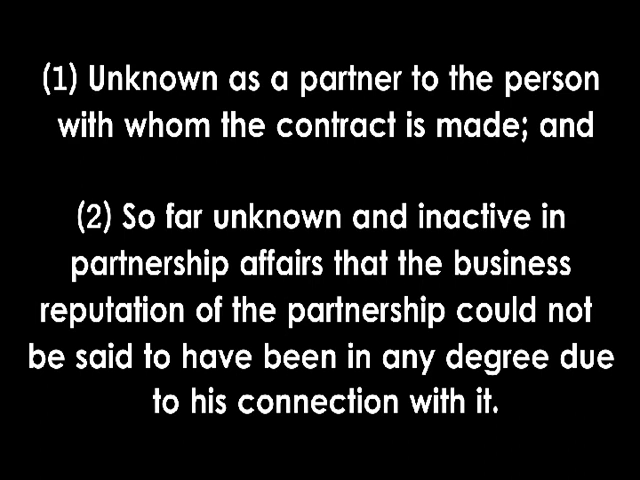 (1) Unknown as a partner to the person
with whom the contract is made; and
(2) So far unknown and inactive in
partnership affairs that the business
reputation of the partnership could not
be said to have been in any degree due
to his connection with it.